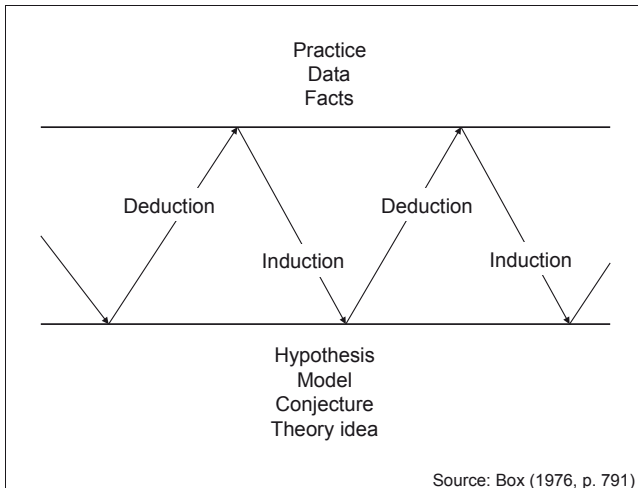 Practice
Data
Facts
Deduction
Deduction
Induction
Induction
Hypothesis
Model
Conjecture
Theory idea
Source: Box (1976, p. 791)